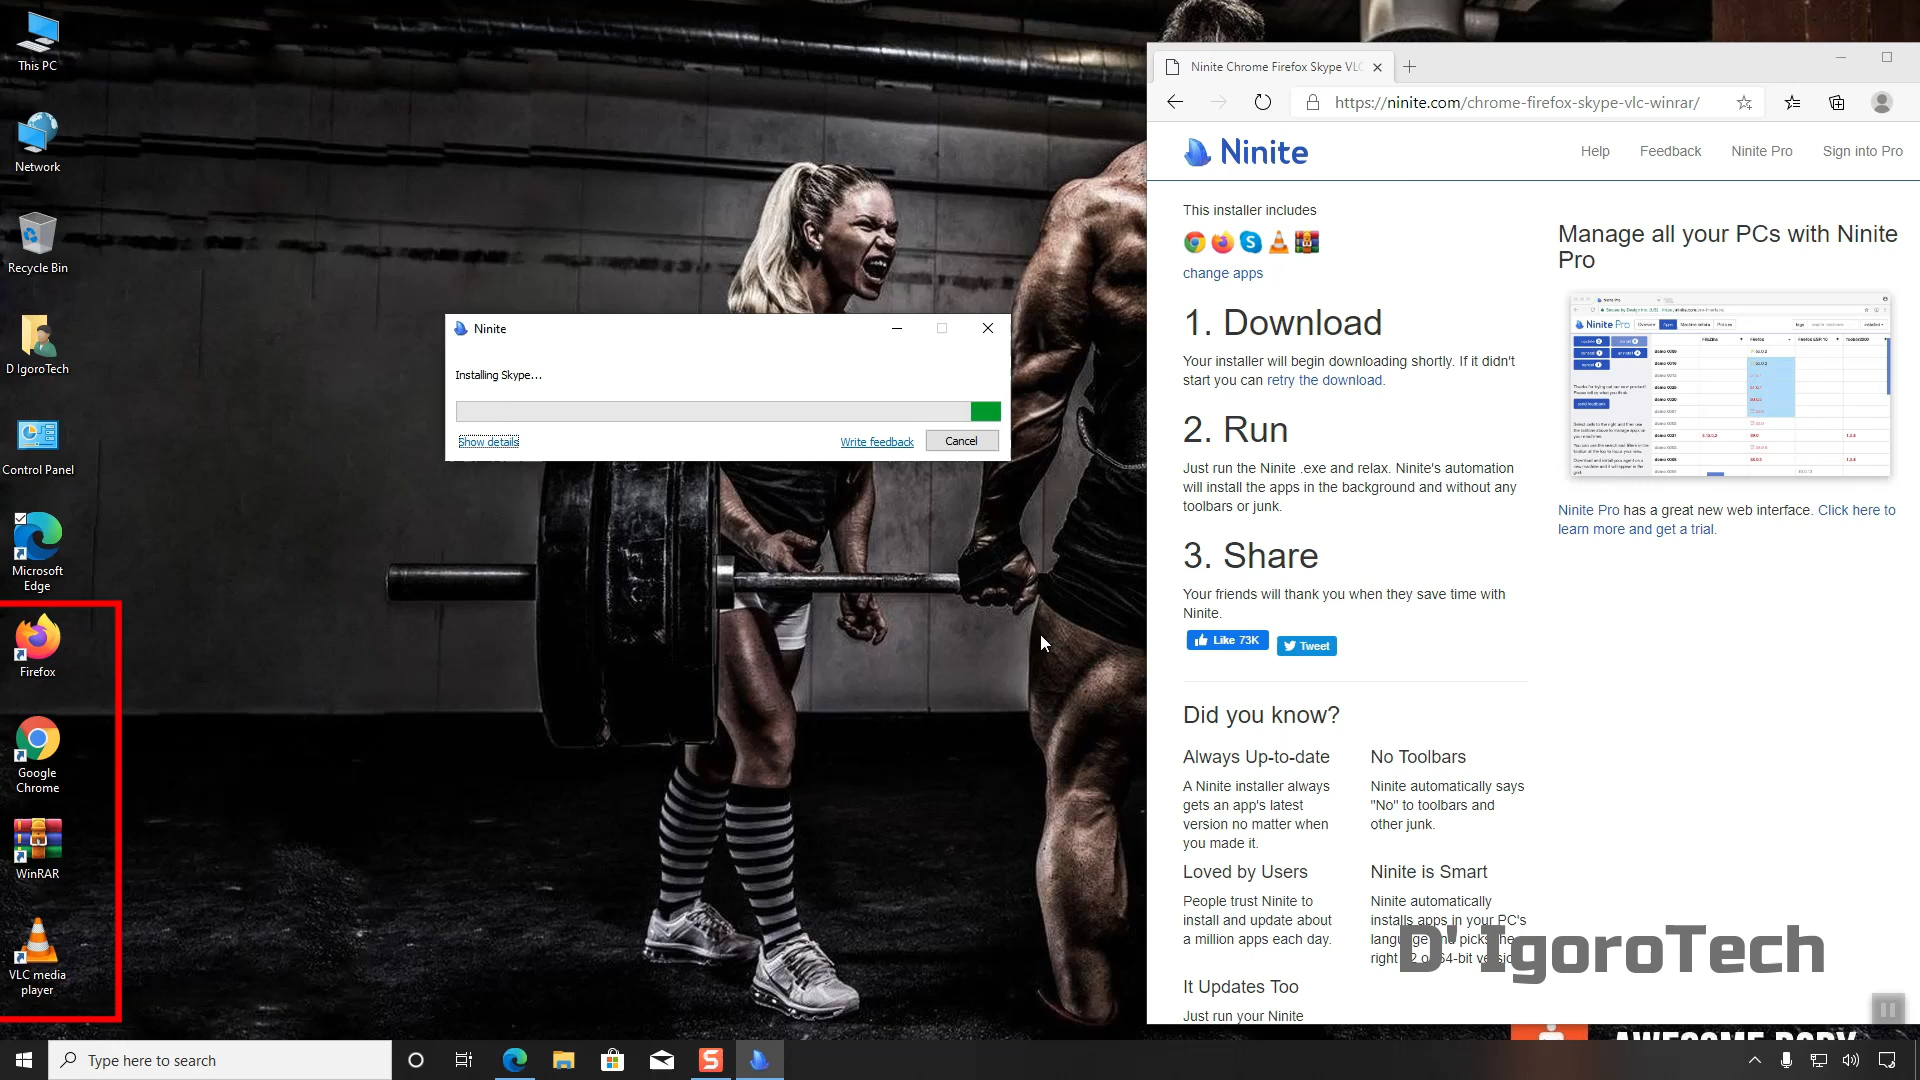 This PC
Network
Recycle Bin
D IgoroTech
Control Panel
Microsoft
Edge
Firefox
Google
Chrome
WinRAR
VLC media
player
Ninite
Installing Skype...
Show details
Write feedback
Cancel
Ninite Chrome Firefox Skype VLC
https://ninite.com/chrome-firefox-skype-vlc-winrar/
Ninite
Help
Feedback
Ninite Pro
Sign into Pro
This installer includes
change apps
1. Download
Your installer will begin downloading shortly. If it didn't
start you can retry the download.
2. Run
Just run the Ninite .exe and relax. Ninite's automation
will install the apps in the background and without any
toolbars or junk.
3. Share
Your friends will thank you when they save time with
Ninite.
Like 73K
Tweet
Did you know?
Always Up-to-date
A Ninite installer always
gets an app's latest
version no matter when
you made it.
No Toolbars
Ninite automatically says
"No" to toolbars and
other junk.
Loved by Users
People trust Ninite to
install and update about
a million apps each day.
Ninite is Smart
Ninite automatically
installs apps in your PC's
right
It Updates Too
Just run your Ninite
Manage all your PCs with Ninite
Pro
Ninite Pro
Ninite Pro has a great new web interface. Click here to
learn more and get a trial.
D'IgoroTech
AWESOME BODY
Type here to search